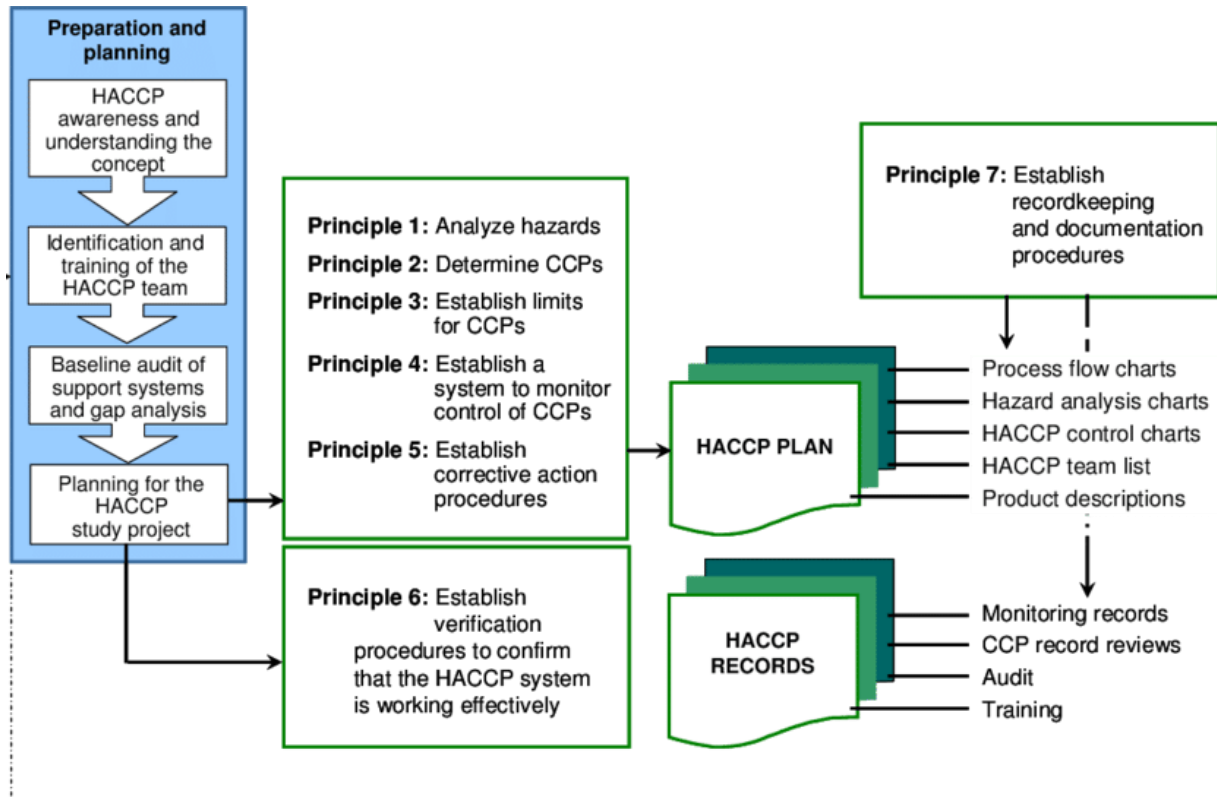 Preparation and
planning
HACCP
awareness and
understanding the
concept
Identification and
training of the
HACCP team
Baseline audit of
support systems
and gap analysis
Planning for the
HACCP
study project
Principle 1: Analyze hazards
Principle 2: Determine CCPs
Principle 3: Establish limits
for CCPs
Principle 4: Establish a
system to monitor
control of CCPs
Principle 5: Establish
corrective action
procedures
Principle 6: Establish
verification
procedures to confirm
that the HACCP system
is working effectively
HACCP PLAN
HACCP
RECORDS
Principle 7: Establish
recordkeeping
and documentation
procedures
Process flow charts
Hazard analysis charts
HACCP control charts
HACCP team list
Product descriptions
Monitoring records
CCP record reviews
Audit
Training